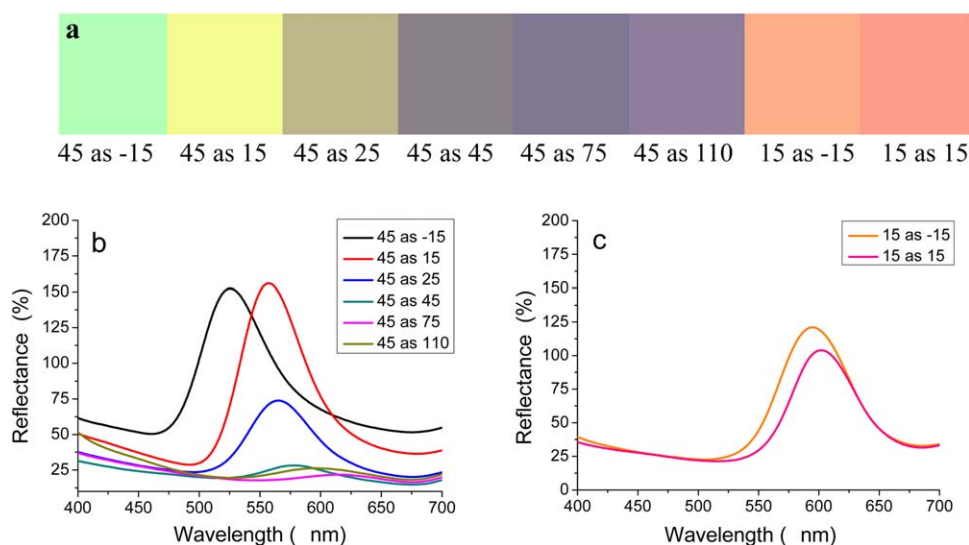 a
45 as -15 45 as 15 45 as 25 45 as 45 45 as 75 45 as 110 15 as -15 15 as 15
b
Reflectance (%)
200
175
150
125
100
75
50
25
400 450 500 550 600 650 700
Wavelength ( nm)
45 as -15
45 as 15
45 as 25
45 as 45
45 as 75
45 as 110
c
Reflectance (%)
200
175
150
125
100
75
50
25
0
400 450 500 550 600 650 700
Wavelength ( nm)
15 as -15
15 as 15